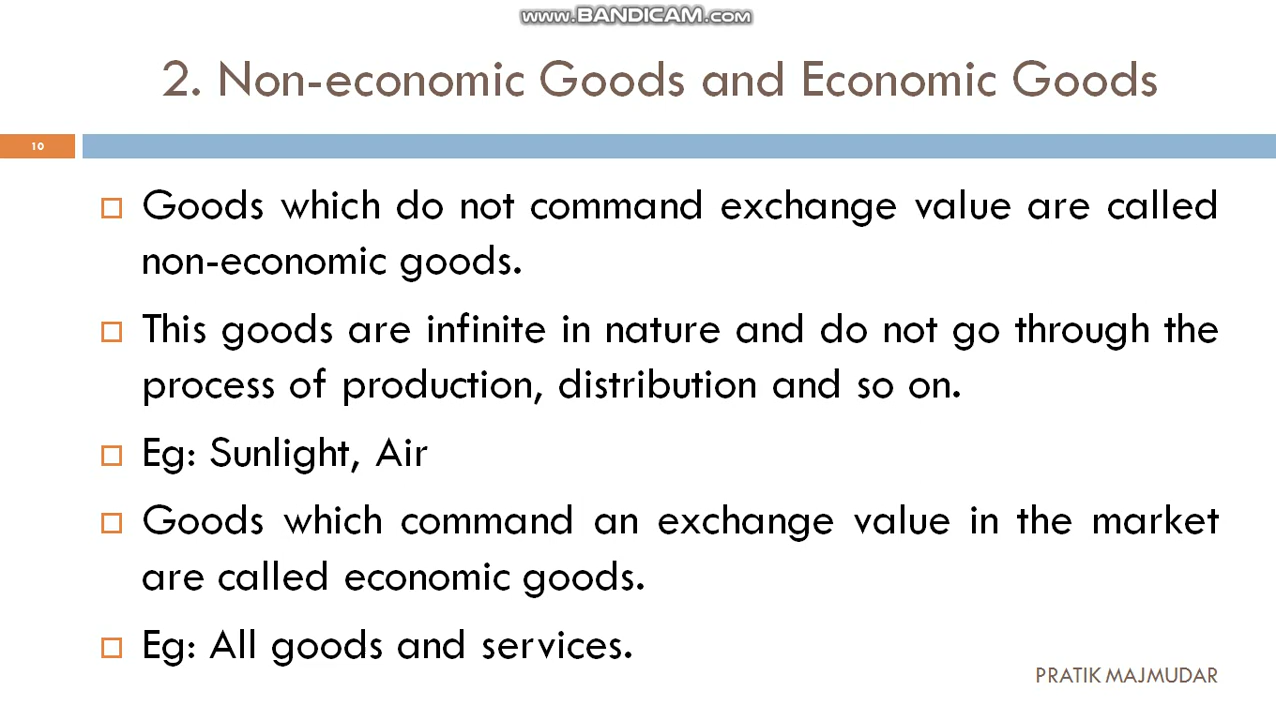 www.BANDICAM.com
2. Non-economic Goods and Economic Goods
10
Goods which do not command exchange value are called
non-economic goods.
This goods are infinite in nature and do not go through the
process of production, distribution and so on.
Eg: Sunlight, Air
Goods which command an exchange value in the market
are called economic goods.
Eg: All goods and services.
PRATIK MAJMUDAR